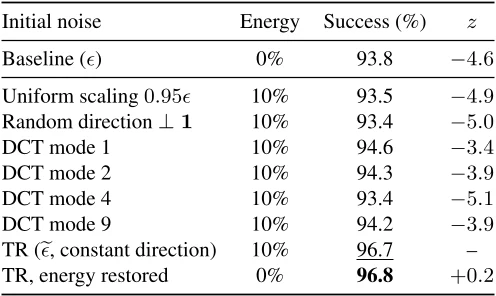 Initial noise Energy Success (%) z
Baseline (ϵ) 0% 93.8 −4.6
Uniform scaling 0.95ϵ 10% 93.5 −4.9
Random direction ⊥ 1 10% 93.4 −5.0
DCT mode 1 10% 94.6 −3.4
DCT mode 2 10% 94.3 −3.9
DCT mode 4 10% 93.4 −5.1
DCT mode 9 10% 94.2 −3.9
TR (ϵ̃, constant direction) 10% 96.7 –
TR, energy restored 0% 96.8 +0.2